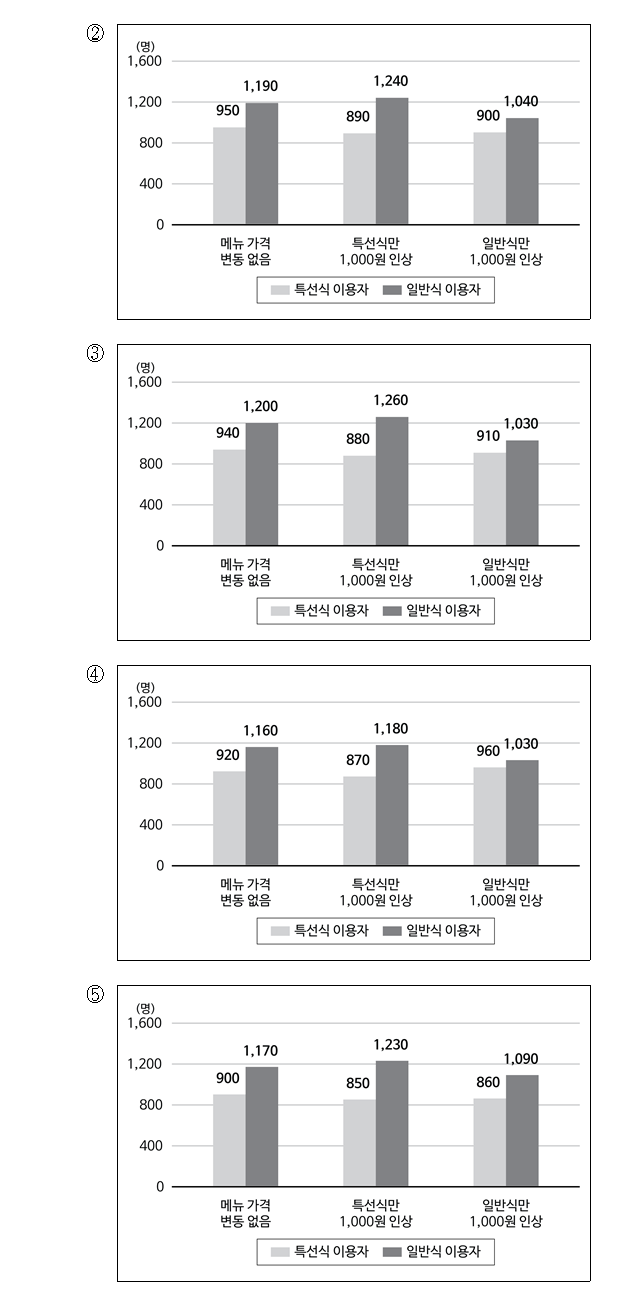 ②
(명)
1,600
1,200
800
400
0
950 1,190 890 1,240 900 1,040
메뉴 가격 특선식만 일반식만
변동 없음 1,000원 인상 1,000원 인상
특선식 이용자 일반식 이용자
③
(명)
1,600
1,200
800
400
0
940 1,200 880 1,260 910 1,030
메뉴 가격 특선식만 일반식만
변동 없음 1,000원 인상 1,000원 인상
특선식 이용자 일반식 이용자
④
(명)
1,600
1,200
800
400
0
920 1,160 870 1,180 960 1,030
메뉴 가격 특선식만 일반식만
변동 없음 1,000원 인상 1,000원 인상
특선식 이용자 일반식 이용자
⑤
(명)
1,600
1,200
800
400
0
900 1,170 850 1,230 860 1,090
메뉴 가격 특선식만 일반식만
변동 없음 1,000원 인상 1,000원 인상
특선식 이용자 일반식 이용자